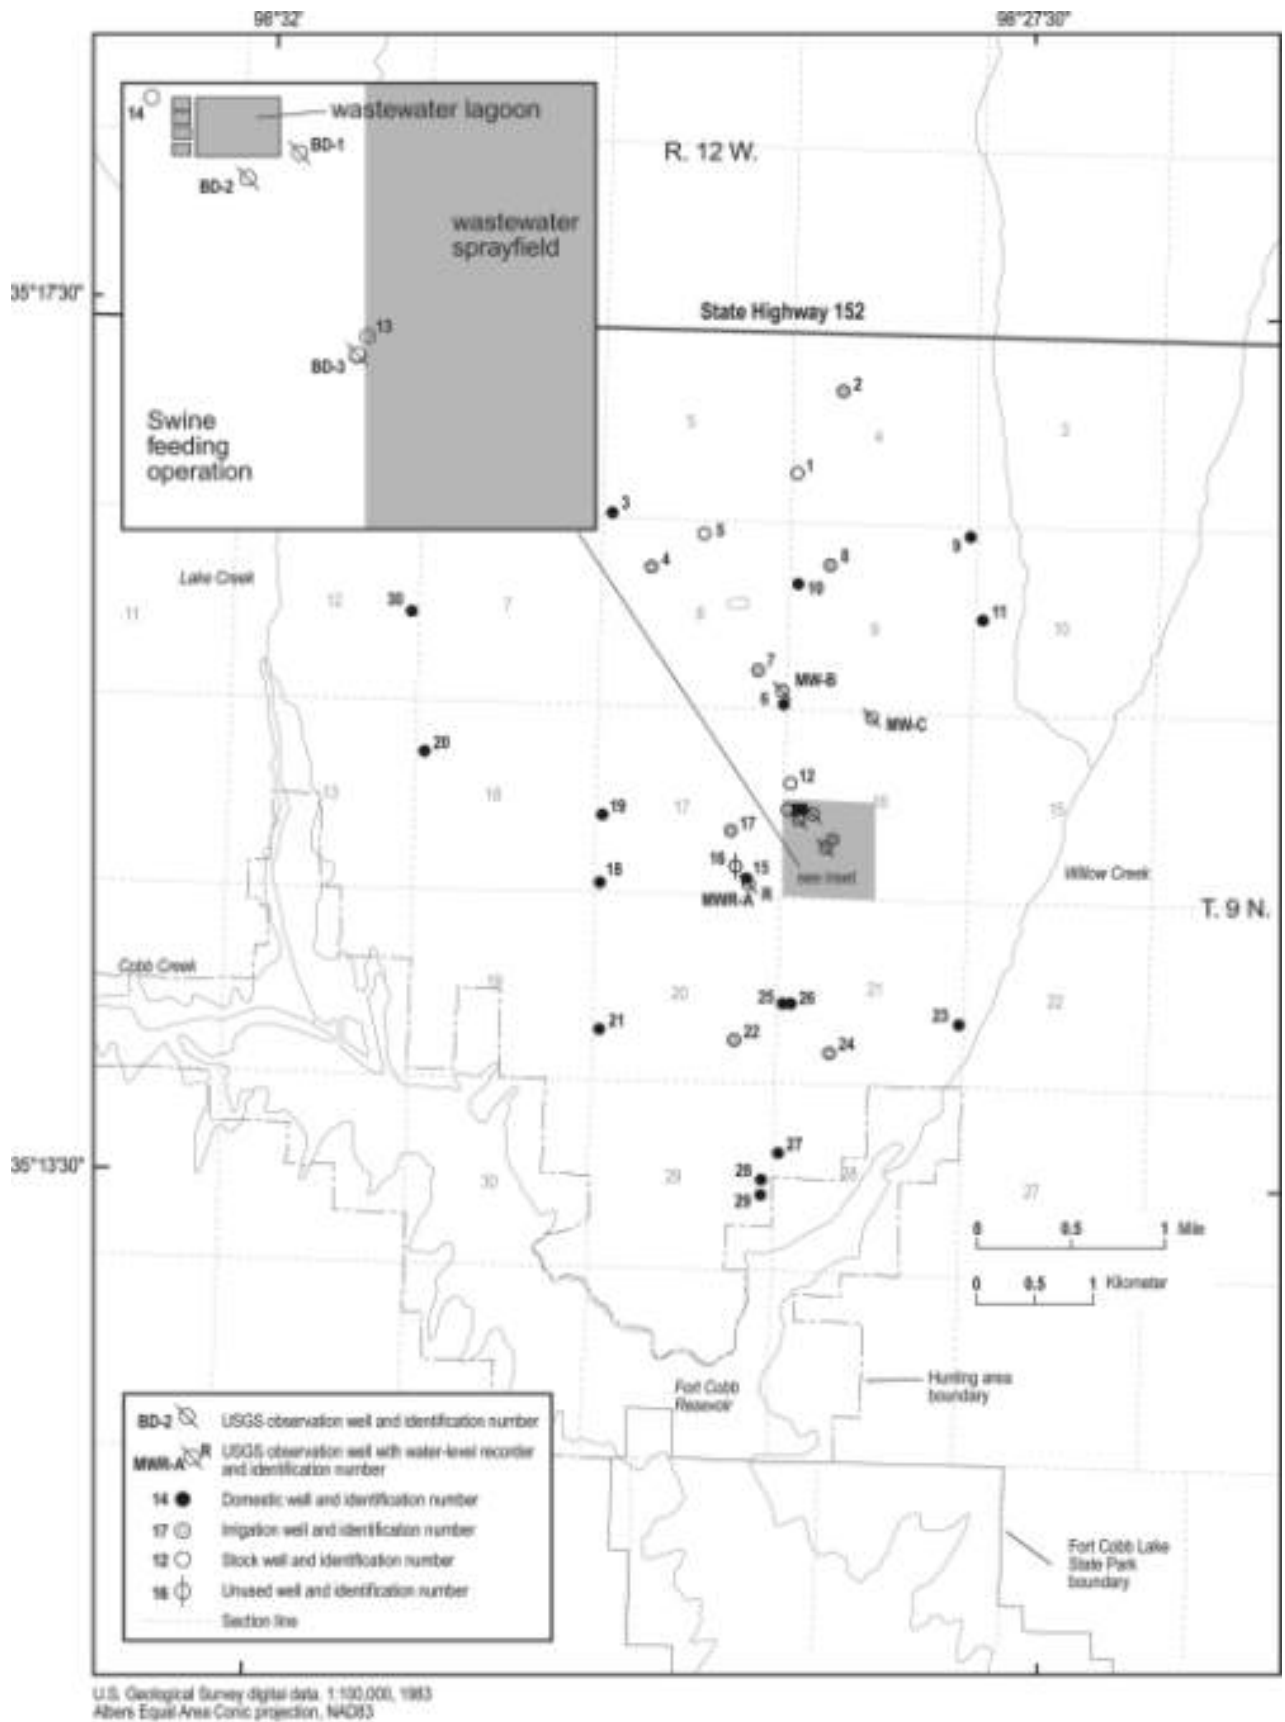 98°32'
98°27'30"
14
wastewater lagoon
BD-1
BD-2
R. 12 W.
wastewater
sprayfield
35°17'30"
State Highway 152
13
BD-3
2
Swine
feeding
operation
5
4
3
1
3
5
9
4
8
Lake Creek
10
11
12
30
7
8
9
11
10
7
MW-B
6
MW-C
20
12
13
18
19
17
16
15
17
16
15
18
see inset
Willow Creek
MWR-A
R
T. 9 N.
Cobb Creek
19
20
25
26
21
22
21
22
23
24
27
28
29
30
29
28
27
35°13'30"
0
0.5
1 Mile
0
0.5
1 Kilometer
Fort Cobb
Resevoir
Hunting area
boundary
BD-2
USGS observation well and identification number
MWR-A
R
USGS observation well with water-level recorder
and identification number
14
Domestic well and identification number
17
Irrigation well and identification number
12
Stock well and identification number
16
Unused well and identification number
Section line
Fort Cobb Lake
State Park
boundary
U.S. Geological Survey digital data. 1:100,000, 1983
Albers Equal Area Conic projection, NAD83